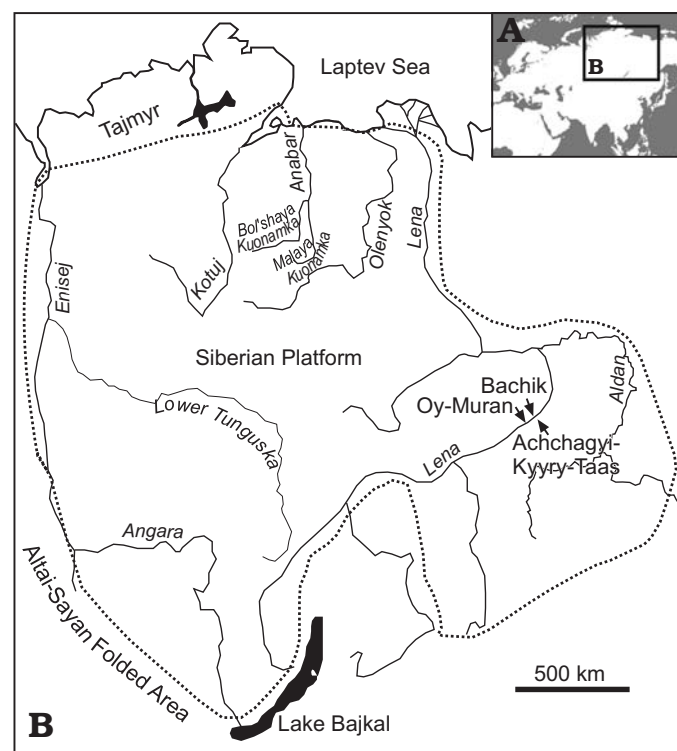 A
B
Laptev Sea
Tajmyr
Anabar
Bol'shaya
Kuonamka
Malaya
Kuonamka
Olenyok
Lena
Kotuj
Enisej
Siberian Platform
Aldan
Bachik
Oy-Muran
Achchagyi-
Kyyry-Taas
Lower Tunguska
Lena
Angara
Altai-Sayan Folded Area
500 km
B
Lake Bajkal